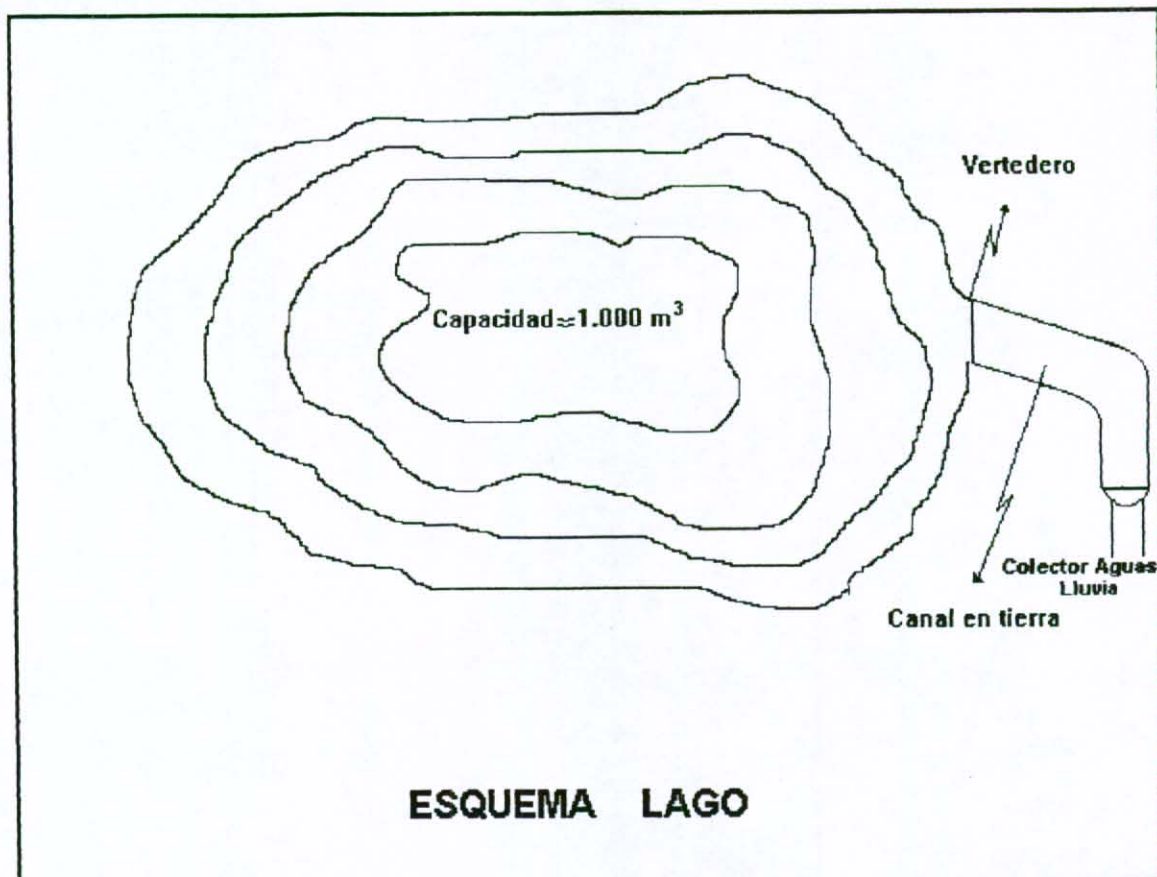 Vertedero
Capacidad≈1.000 m³
Colector Aguas
Lluvia
Canal en tierra
ESQUEMA LAGO